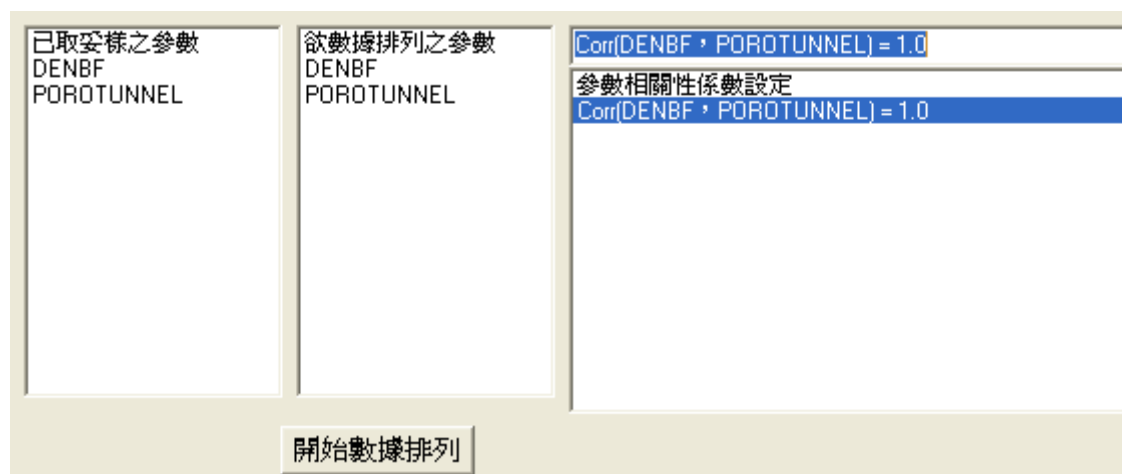 已取妥樣之參數
DENBF
POROTUNNEL
欲數據排列之參數
DENBF
POROTUNNEL
Corr(DENBF，POROTUNNEL) = 1.0
參數相關性係數設定
Corr(DENBF，POROTUNNEL) = 1.0
開始數據排列